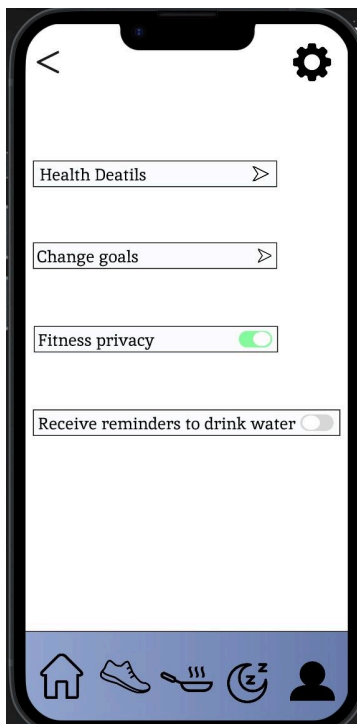 Health Deatils
Change goals
Fitness privacy
Receive reminders to drink water
z z